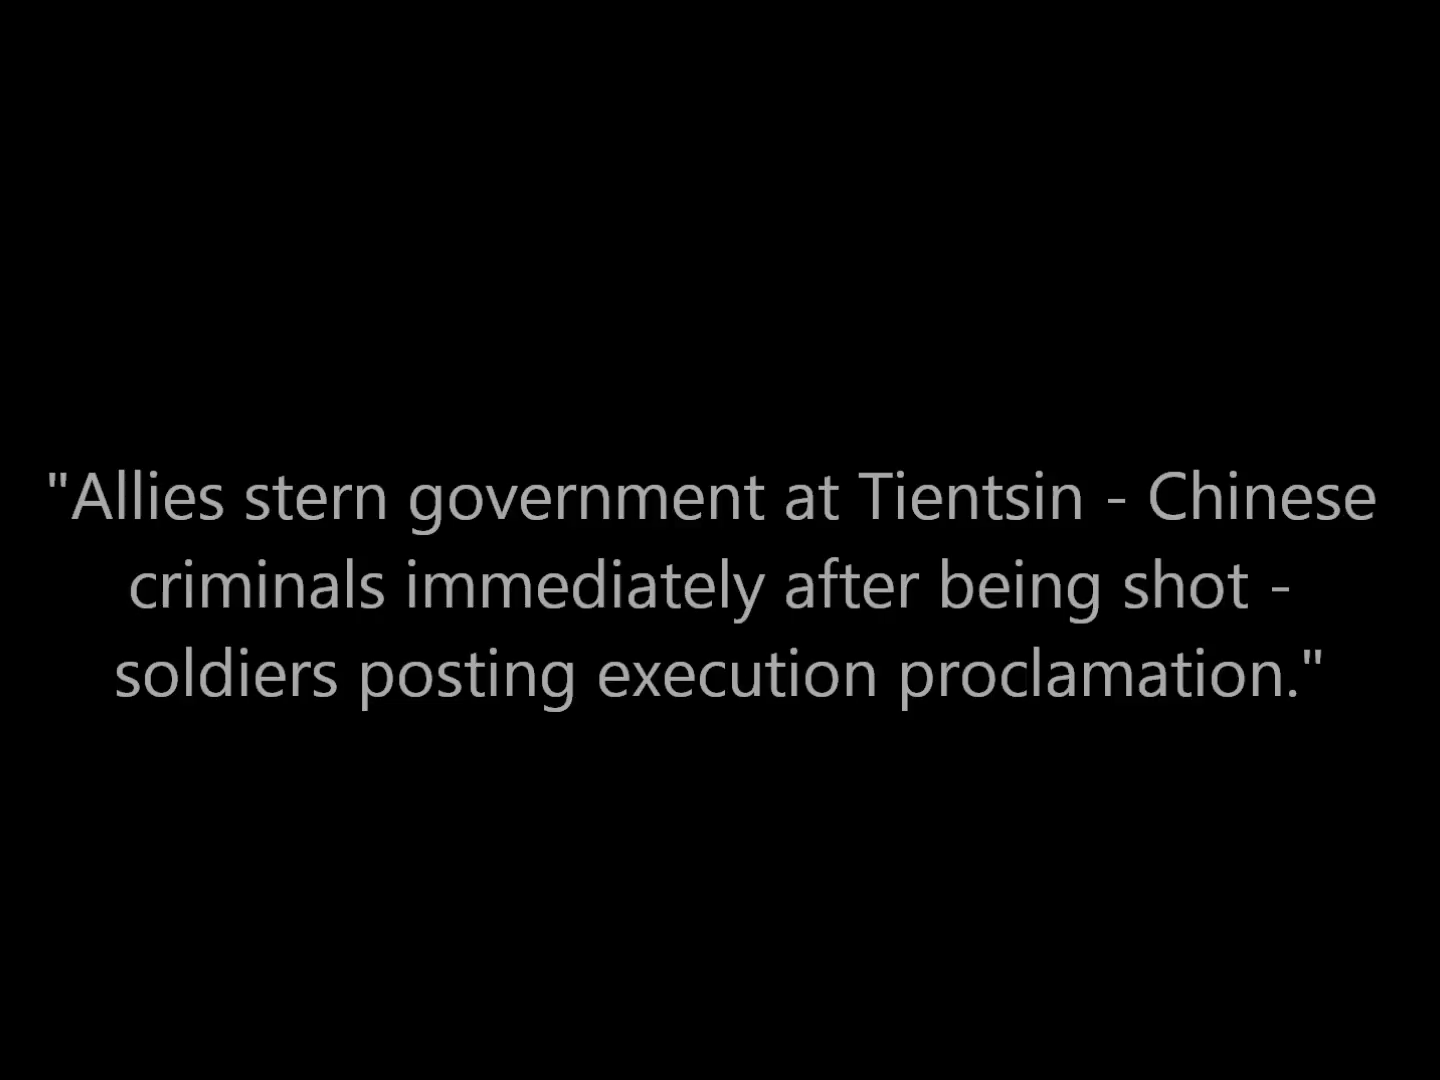 "Allies stern government at Tientsin - Chinese
criminals immediately after being shot -
soldiers posting execution proclamation."